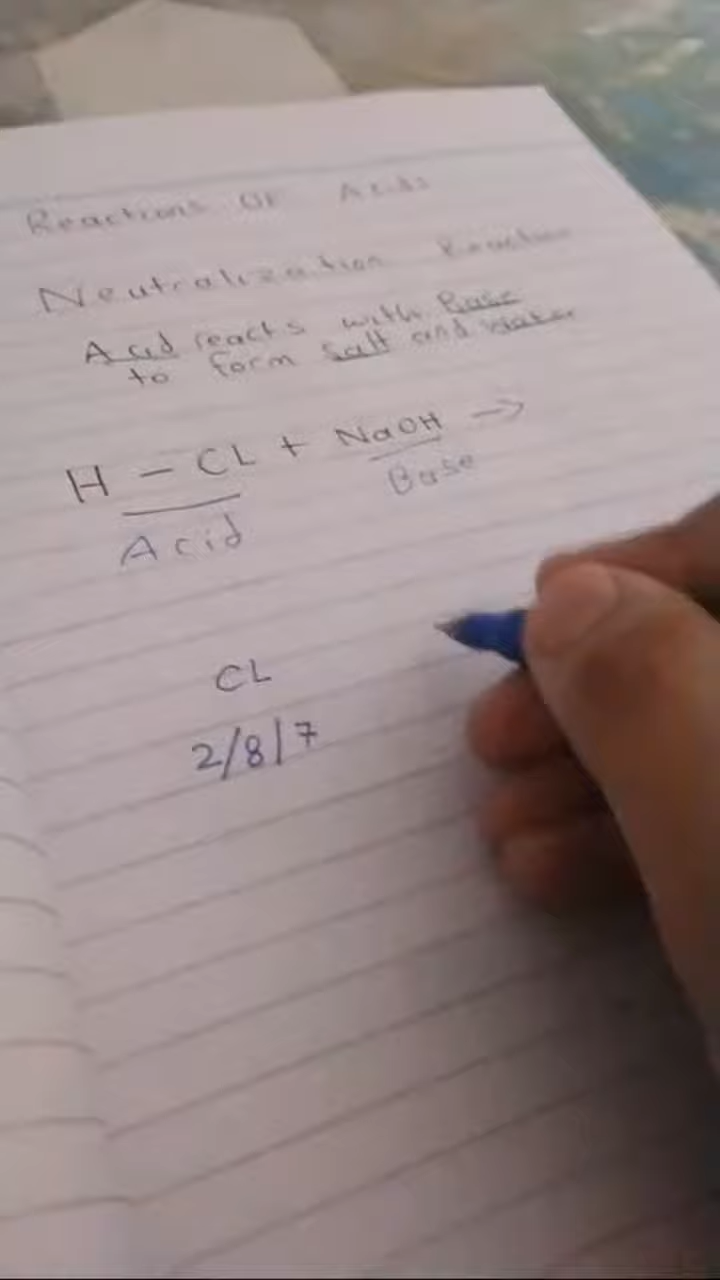 Reactions OF Acids
Neutralization Reaction
Acid reacts with Base
to form salt and water
H - CL + NaOH →
Acid
Base
CL
2/8/7